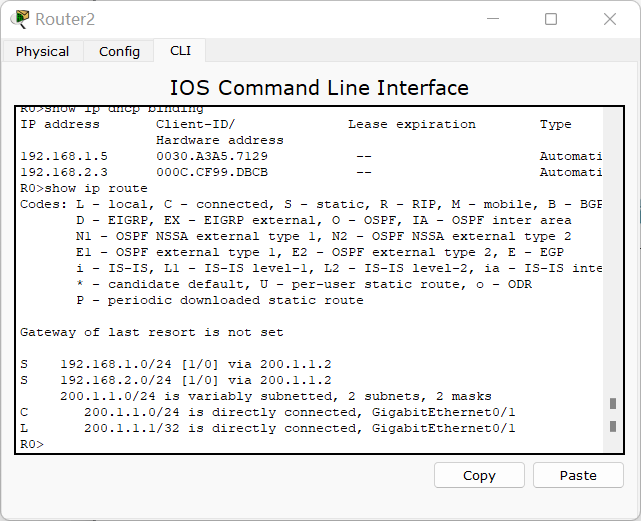 Router2
Physical Config CLI
IOS Command Line Interface
R0>show ip dhcp binding
IP address Client-ID/ Lease expiration Type
Hardware address
192.168.1.5 0030.A3A5.7129 -- Automati
192.168.2.3 000C.CF99.DBCB -- Automati
R0>show ip route
Codes: L - local, C - connected, S - static, R - RIP, M - mobile, B - BGP
D - EIGRP, EX - EIGRP external, O - OSPF, IA - OSPF inter area
N1 - OSPF NSSA external type 1, N2 - OSPF NSSA external type 2
E1 - OSPF external type 1, E2 - OSPF external type 2, E - EGP
i - IS-IS, L1 - IS-IS level-1, L2 - IS-IS level-2, ia - IS-IS inte
* - candidate default, U - per-user static route, o - ODR
P - periodic downloaded static route
Gateway of last resort is not set
S 192.168.1.0/24 [1/0] via 200.1.1.2
S 192.168.2.0/24 [1/0] via 200.1.1.2
200.1.1.0/24 is variably subnetted, 2 subnets, 2 masks
C 200.1.1.0/24 is directly connected, GigabitEthernet0/1
L 200.1.1.1/32 is directly connected, GigabitEthernet0/1
R0>
Copy Paste